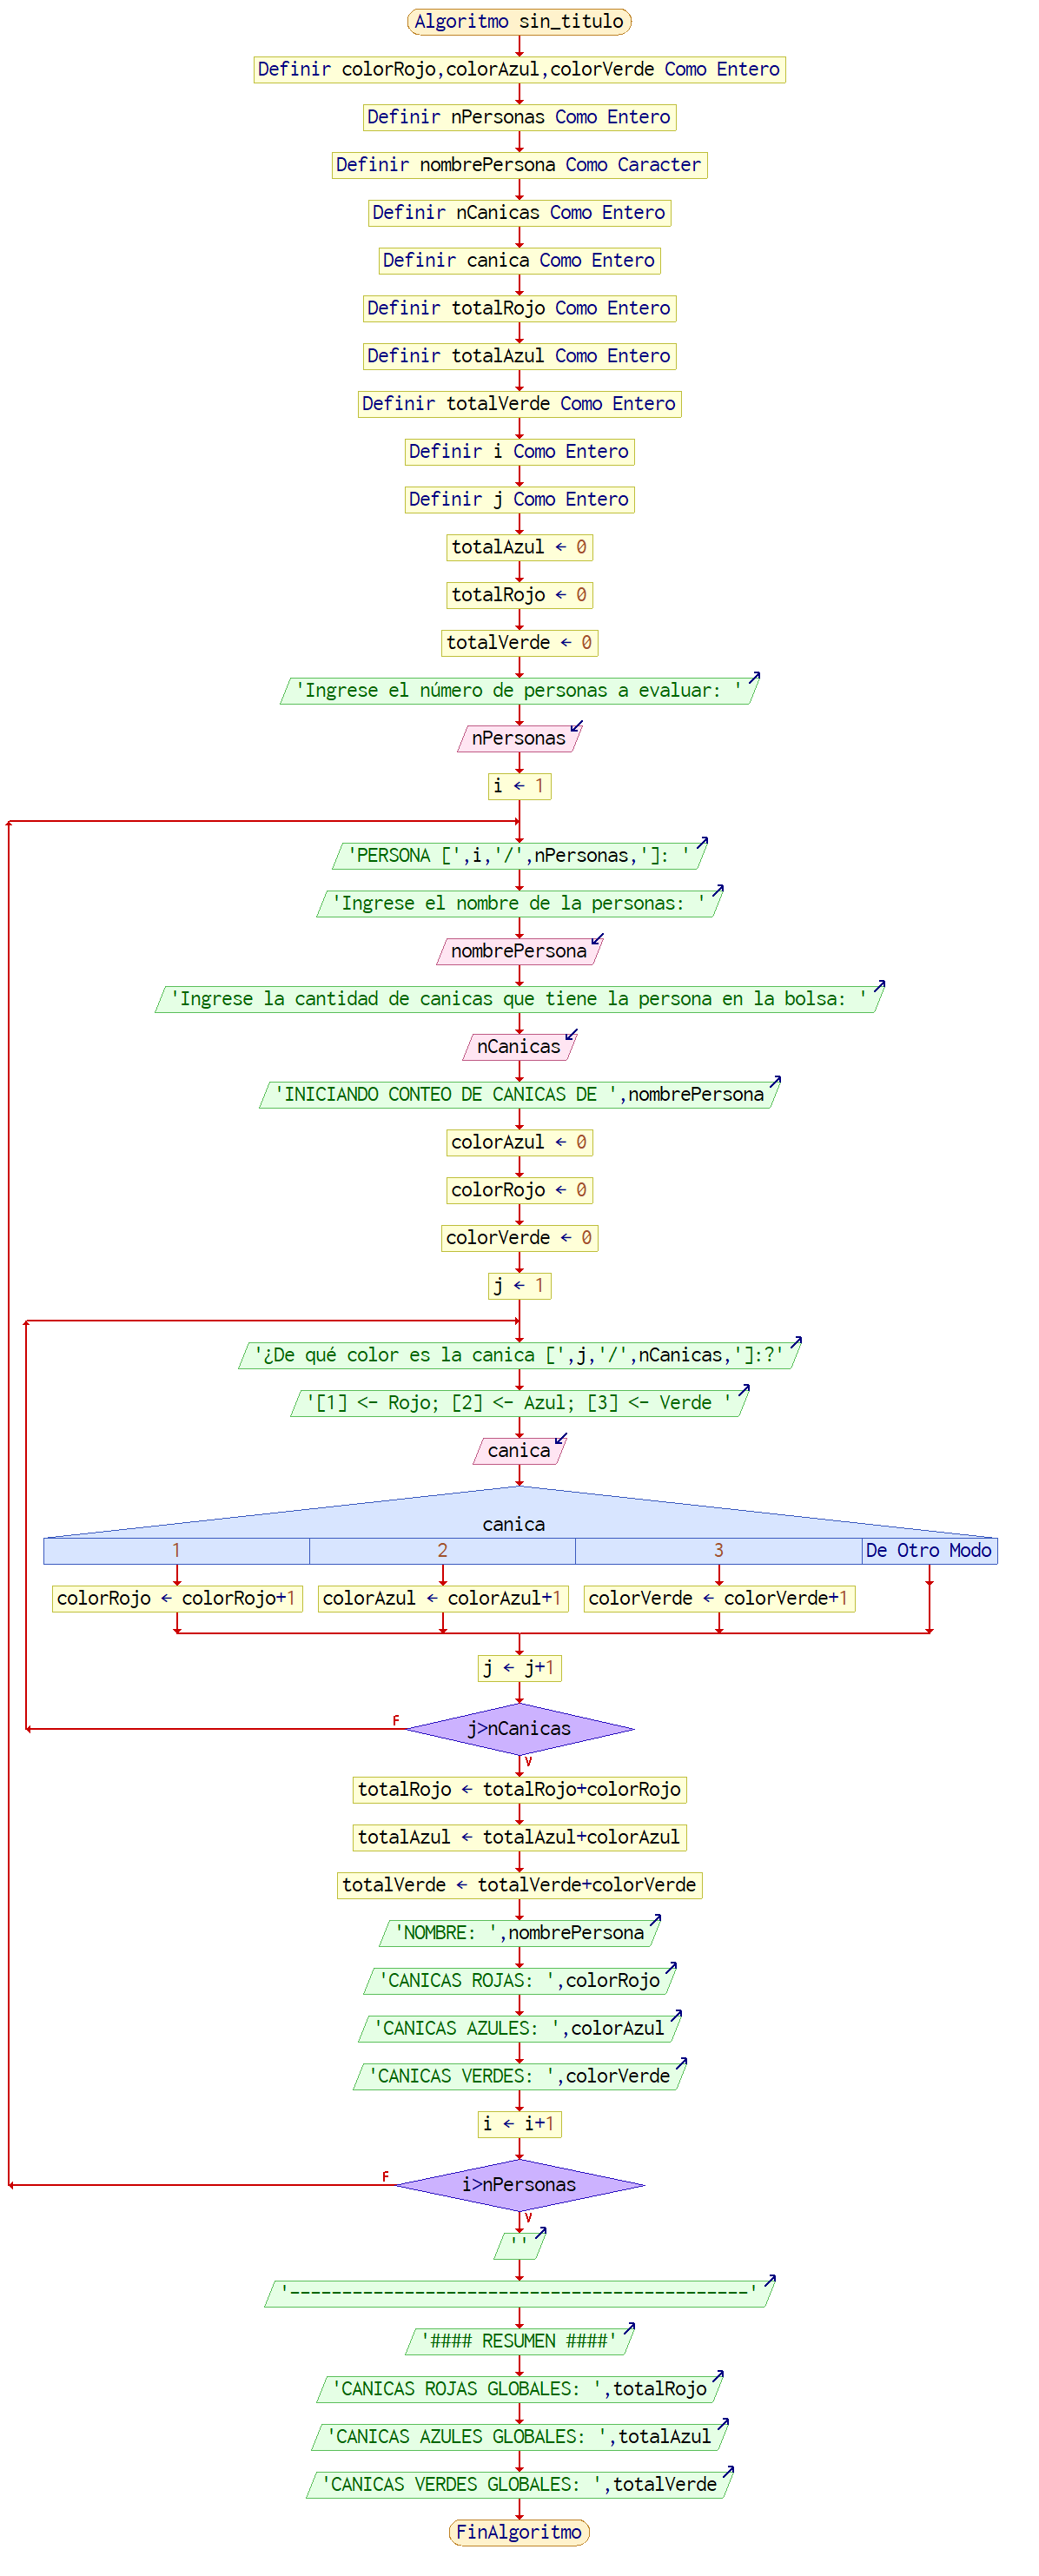 Algoritmo sin_titulo
Definir colorRojo,colorAzul,colorVerde Como Entero
Definir nPersonas Como Entero
Definir nombrePersona Como Caracter
Definir nCanicas Como Entero
Definir canica Como Entero
Definir totalRojo Como Entero
Definir totalAzul Como Entero
Definir totalVerde Como Entero
Definir i Como Entero
Definir j Como Entero
totalAzul ← 0
totalRojo ← 0
totalVerde ← 0
'Ingrese el número de personas a evaluar: '
nPersonas
i ← 1
'PERSONA [',i,'/',nPersonas,']: '
'Ingrese el nombre de la personas: '
nombrePersona
'Ingrese la cantidad de canicas que tiene la persona en la bolsa: '
nCanicas
'INICIANDO CONTEO DE CANICAS DE ',nombrePersona
colorAzul ← 0
colorRojo ← 0
colorVerde ← 0
j ← 1
'¿De qué color es la canica [',j,'/',nCanicas,']:?'
'[1] <- Rojo; [2] <- Azul; [3] <- Verde '
canica
canica
1 2 3 De Otro Modo
colorRojo ← colorRojo+1 colorAzul ← colorAzul+1 colorVerde ← colorVerde+1
j ← j+1
F j>nCanicas
V
totalRojo ← totalRojo+colorRojo
totalAzul ← totalAzul+colorAzul
totalVerde ← totalVerde+colorVerde
'NOMBRE: ',nombrePersona
'CANICAS ROJAS: ',colorRojo
'CANICAS AZULES: ',colorAzul
'CANICAS VERDES: ',colorVerde
i ← i+1
F i>nPersonas
V
''
'--------------------------------------------'
'#### RESUMEN ####'
'CANICAS ROJAS GLOBALES: ',totalRojo
'CANICAS AZULES GLOBALES: ',totalAzul
'CANICAS VERDES GLOBALES: ',totalVerde
FinAlgoritmo